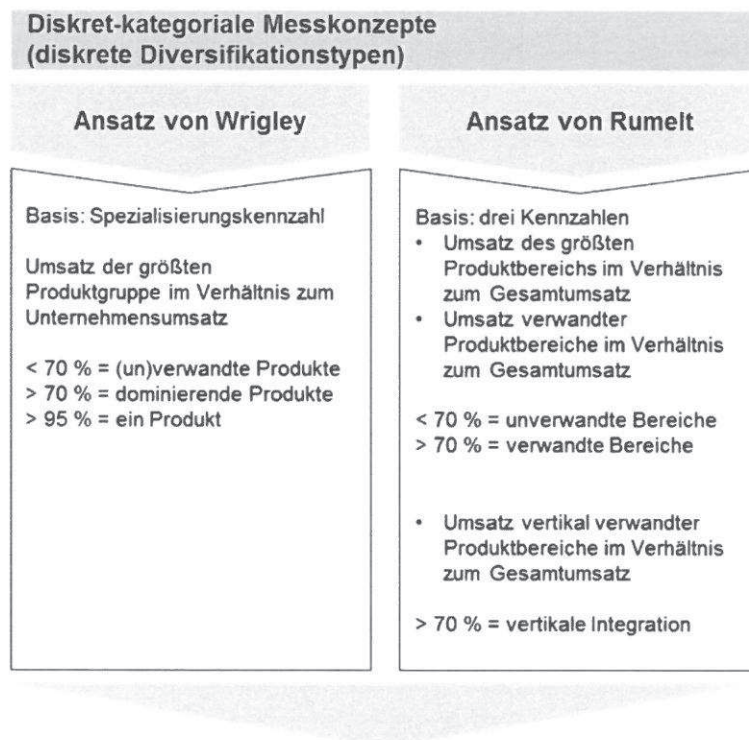 Diskret-kategoriale Messkonzepte
(diskrete Diversifikationstypen)
Ansatz von Wrigley
Basis: Spezialisierungskennzahl
Umsatz der größten
Produktgruppe im Verhältnis zum
Unternehmensumsatz
< 70 % = (un)verwandte Produkte
> 70 % = dominierende Produkte
> 95 % = ein Produkt
Ansatz von Rumelt
Basis: drei Kennzahlen
• Umsatz des größten
Produktbereichs im Verhältnis
zum Gesamtumsatz
• Umsatz verwandter
Produktbereiche im Verhältnis
zum Gesamtumsatz
< 70 % = unverwandte Bereiche
> 70 % = verwandte Bereiche
• Umsatz vertikal verwandter
Produktbereiche im Verhältnis
zum Gesamtumsatz
> 70 % = vertikale Integration